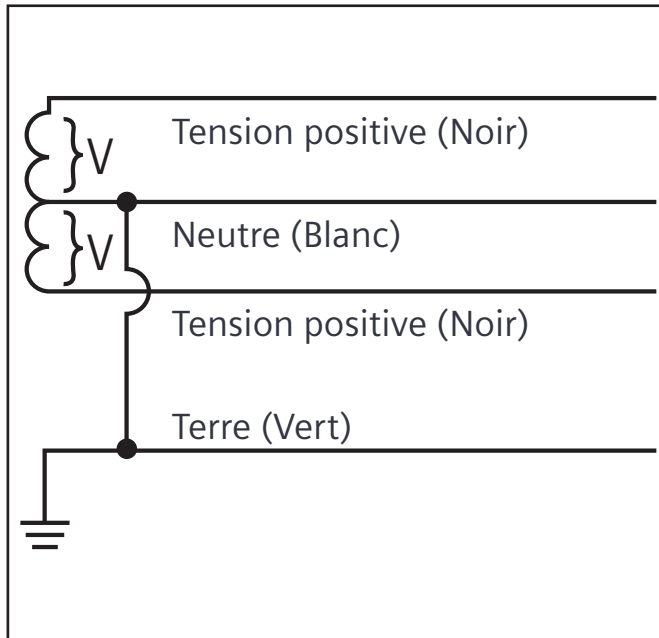 Tension positive (Noir)
V
Neutre (Blanc)
V
Tension positive (Noir)
Terre (Vert)